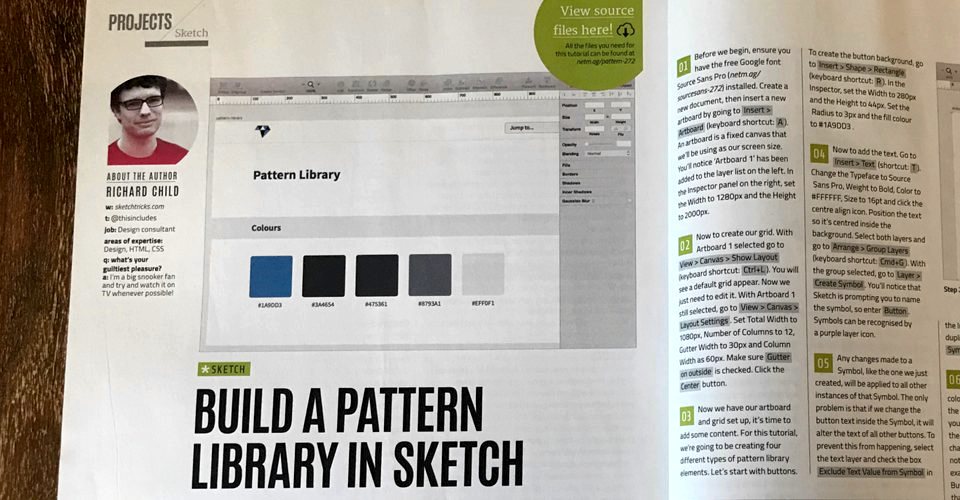 PROJECTS
Sketch
View source
files here!
All the files you need for
this tutorial can be found at
netm.ag/pattern-272
ABOUT THE AUTHOR
RICHARD CHILD
w: sketchtricks.com
t: @thisincludes
job: Design consultant
areas of expertise:
Design, HTML, CSS
q: what's your
guiltiest pleasure?
a: I'm a big snooker fan
and try and watch it on
TV whenever possible!
Jump to...
Pattern Library
Colours
#1A9DD3
#3A4654
#475361
#8793A1
#EFF0F1
Position
Size
Width
Height
Transform
Rotate
Flip
Opacity
Blending
Normal
Fills
Borders
Shadows
Inner Shadows
Gaussian Blur
*SKETCH
BUILD A PATTERN
LIBRARY IN SKETCH
01 Before we begin, ensure you
have the free Google font
Source Sans Pro (netm.ag/
sourcesans-272) installed. Create a
new document, then insert a new
artboard by going to Insert >
Artboard (keyboard shortcut: A).
An artboard is a fixed canvas that
we'll be using as our screen size.
You'll notice 'Artboard 1' has been
added to the layer list on the left. In
the Inspector panel on the right, set
the Width to 1280px and the Height
to 2000px.
02 Now to create our grid. With
Artboard 1 selected go to
View > Canvas > Show Layout
(keyboard shortcut: Ctrl+L). You will
see a default grid appear. Now we
just need to edit it. With Artboard 1
still selected, go to View > Canvas >
Layout Settings. Set Total Width to
1080px, Number of Columns to 12,
Gutter Width to 30px and Column
Width as 60px. Make sure Gutter
on outside is checked. Click the
Center button.
03 Now we have our artboard
and grid set up, it's time to
add some content. For this tutorial,
we're going to be creating four
different types of pattern library
elements. Let's start with buttons.
To create the button background, go
to Insert > Shape > Rectangle
(keyboard shortcut: R). In the
Inspector, set the Width to 280px
and the Height to 44px. Set the
Radius to 3px and the fill colour
to #1A9DD3.
04 Now to add the text. Go to
Insert > Text (shortcut: T).
Change the Typeface to Source
Sans Pro, Weight to Bold, Color to
#FFFFFF, Size to 16pt and click the
centre align icon. Position the text
so it's centred inside the
background. Select both layers and
go to Arrange > Group Layers
(keyboard shortcut: Cmd+G). With
the group selected, go to Layer >
Create Symbol. You'll notice that
Sketch is prompting you to name
the symbol, so enter Button.
Symbols can be recognised by
a purple layer icon.
05 Any changes made to a
Symbol, like the one we just
created, will be applied to all other
instances of that Symbol. The only
problem is that if we change the
button text inside the Symbol, it will
alter the text of all other buttons. To
prevent this from happening, select
the text layer and check the box
Exclude Text Value from Symbol in